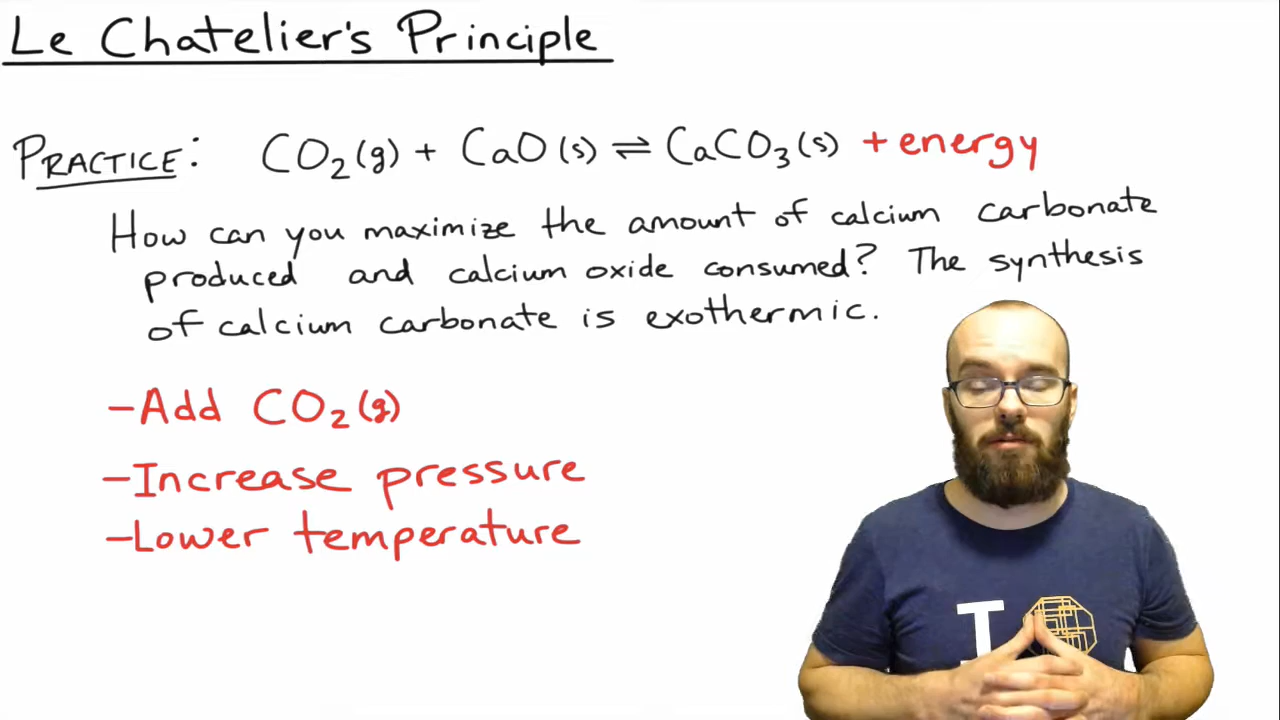 Le Chatelier's Principle
PRACTICE: CO₂(g) + CaO(s) ⇌ CaCO₃(s) + energy
How can you maximize the amount of calcium carbonate
produced and calcium oxide consumed? The synthesis
of calcium carbonate is exothermic.
-Add CO₂(g)
-Increase pressure
-Lower temperature
I